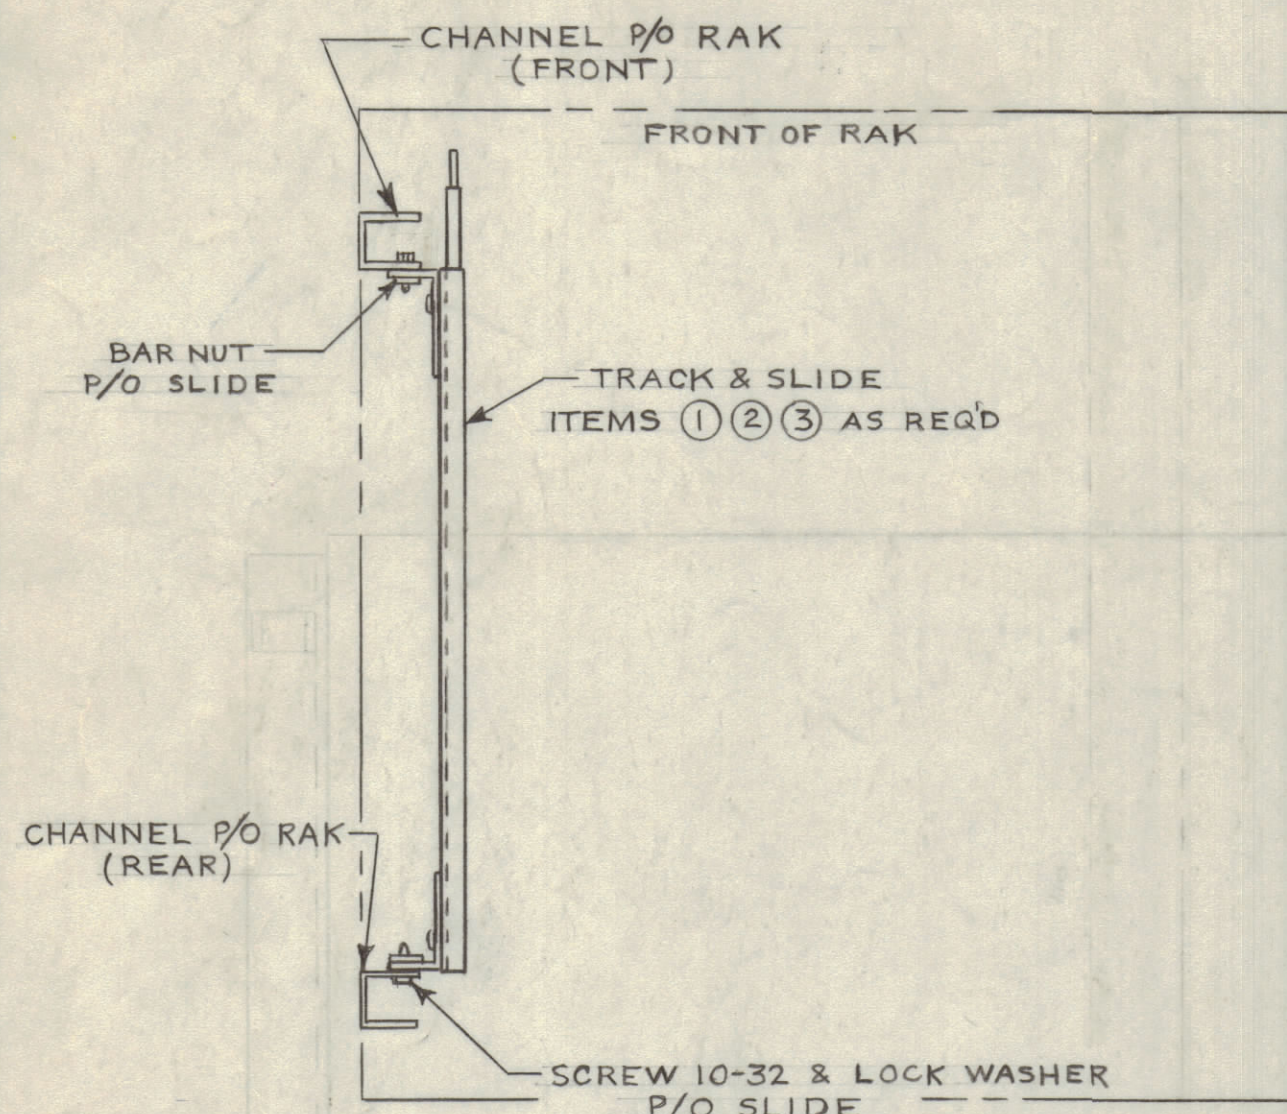 CHANNEL P/O RAK
(FRONT)
FRONT OF RAK
BAR NUT
P/O SLIDE
TRACK & SLIDE
ITEMS 1 2 3 AS REQ'D
CHANNEL P/O RAK
(REAR)
SCREW 10-32 & LOCK WASHER
P/O SLIDE